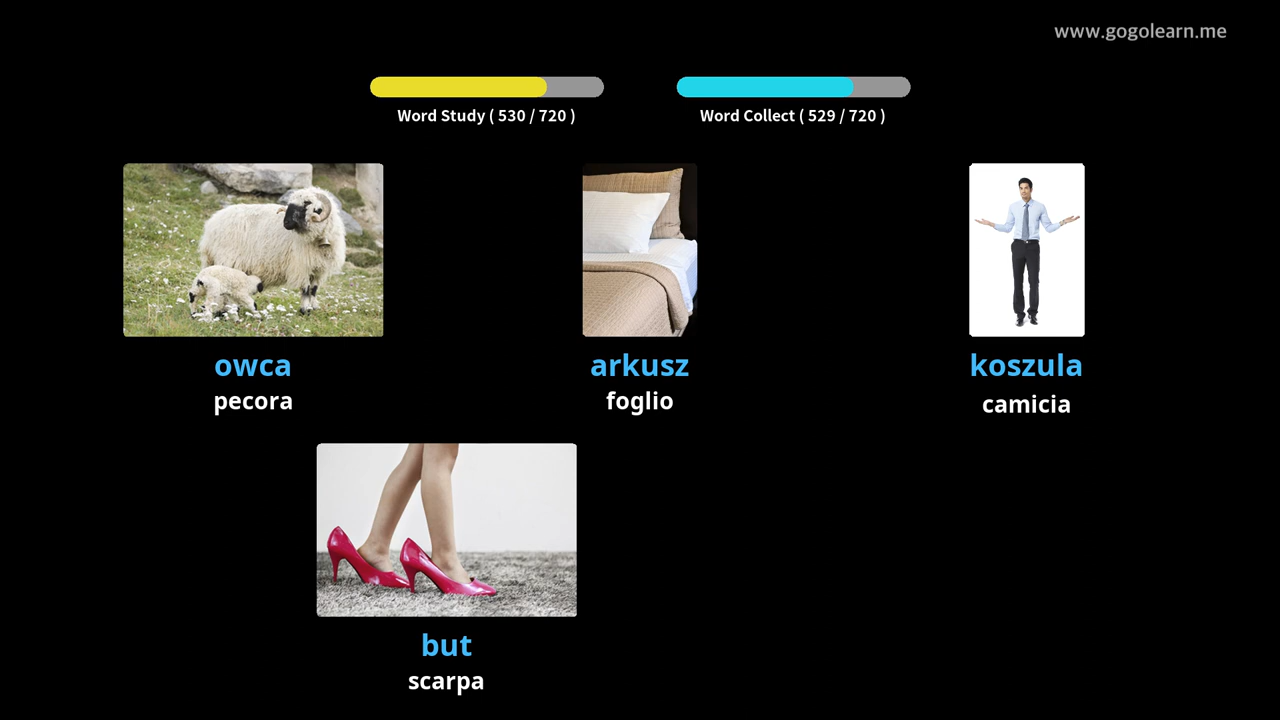 www.gogolearn.me
Word Study ( 530 / 720 )
Word Collect ( 529 / 720 )
owca
pecora
arkusz
foglio
koszula
camicia
but
scarpa